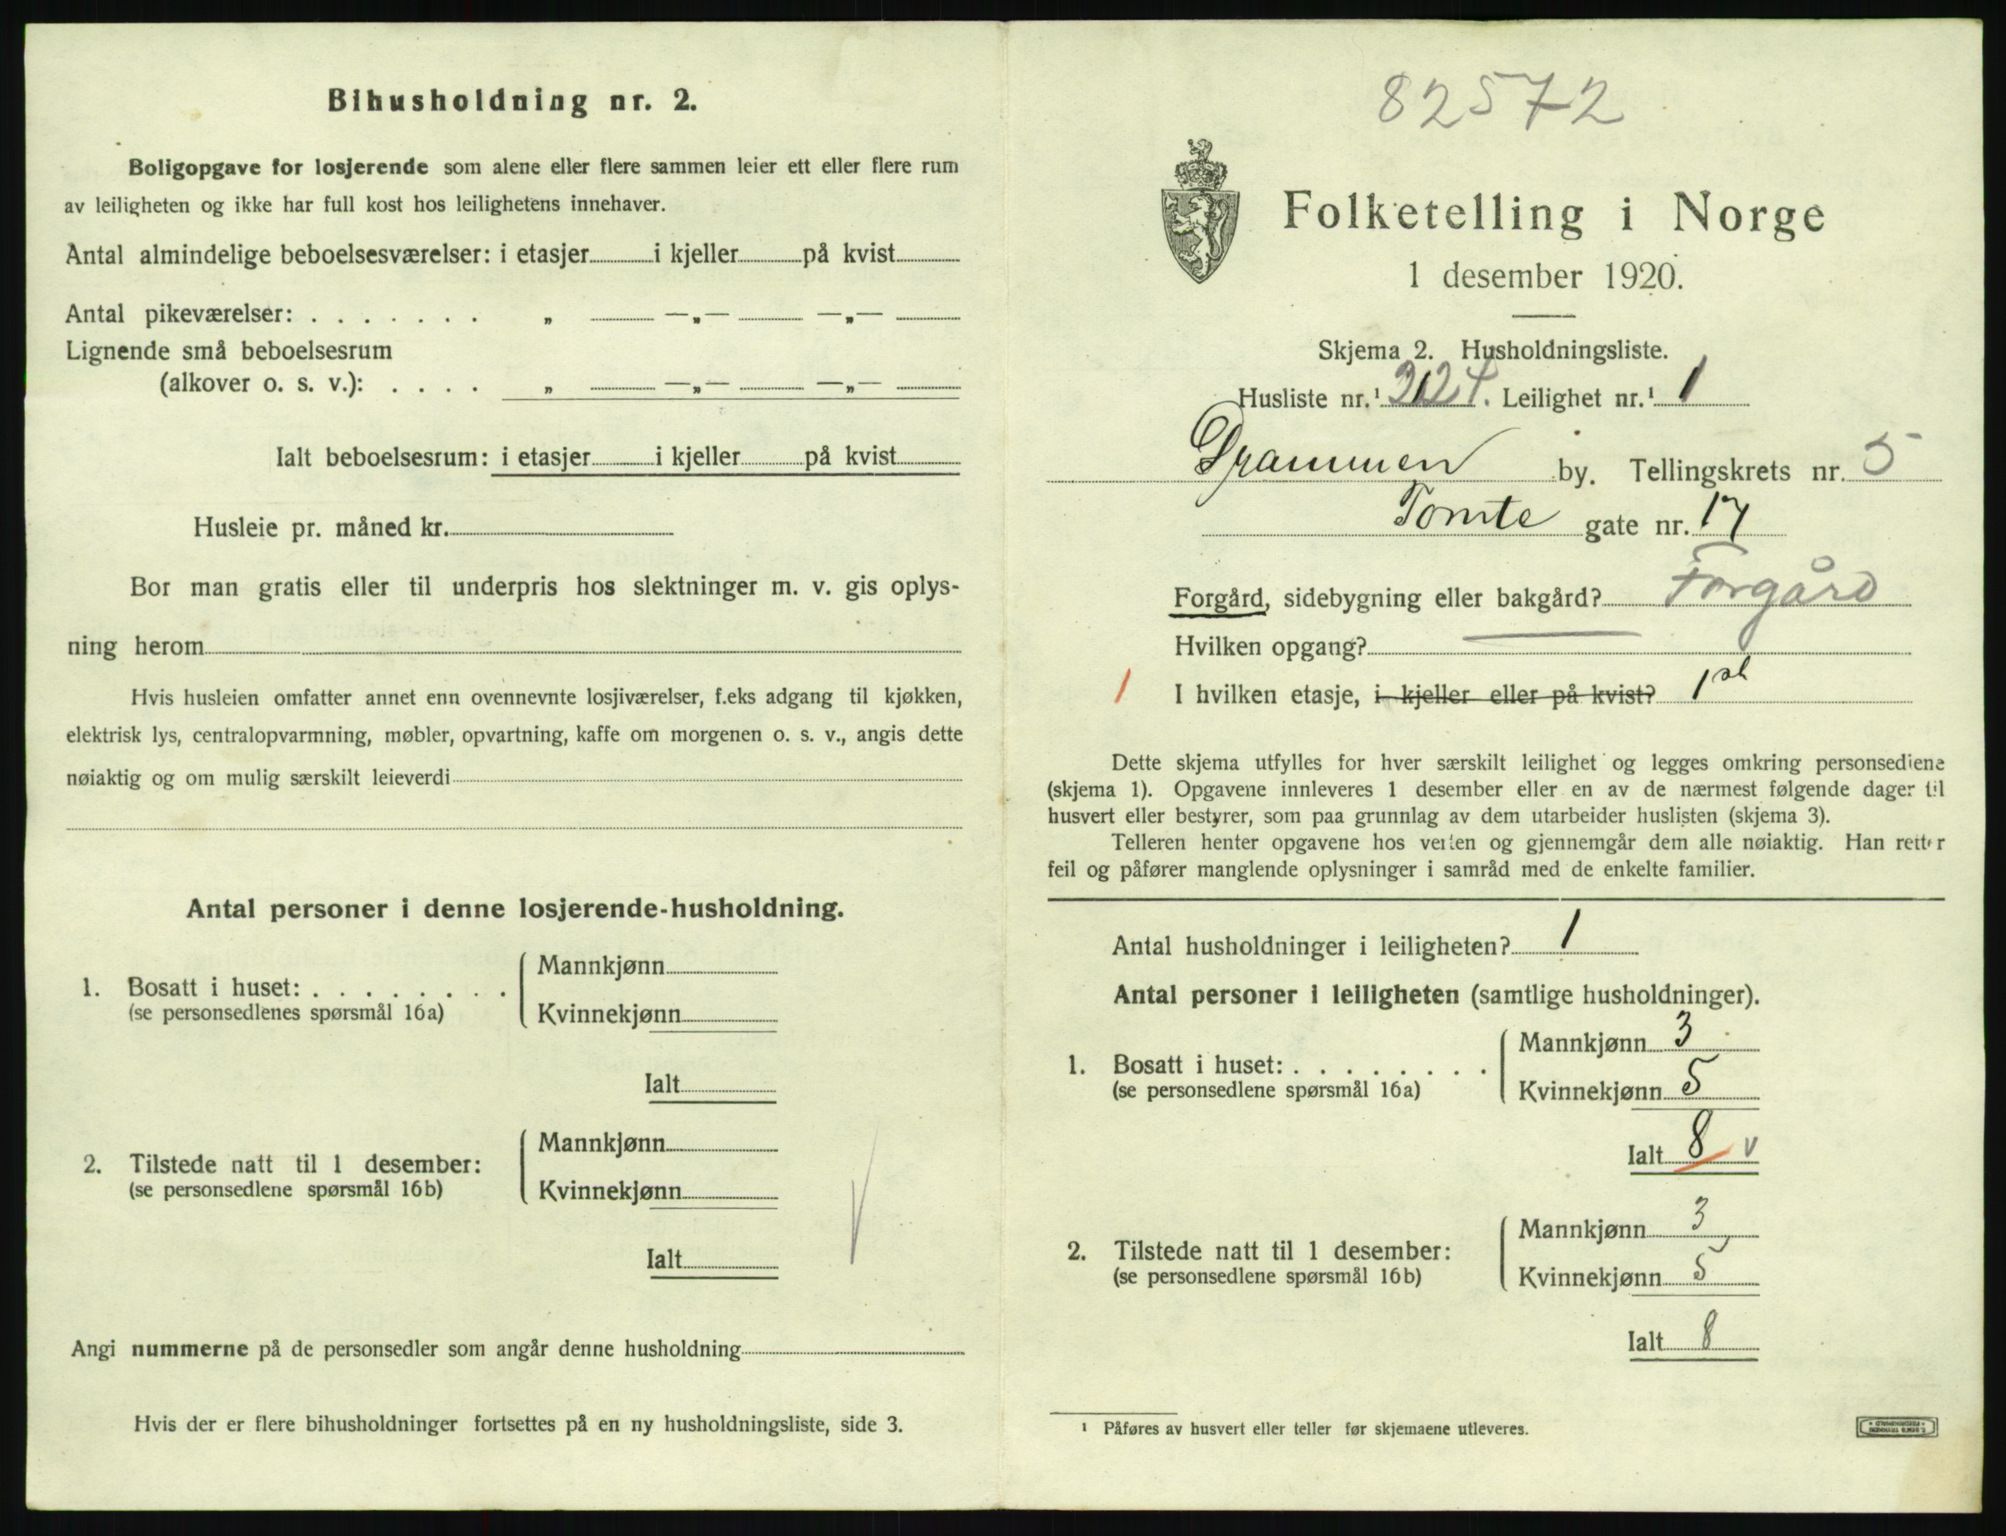 Bihusholdning nr. 2.
Boligopgave for losjerende som alene eller flere sammen leier ett eller flere rum
av leiligheten og ikke har full kost hos leilighetens innehaver.
Antal almindelige beboelsesværelser: i etasjer i kjeller på kvist
Antal pikeværelser: . . . . . . . „ —„— —„—
Lignende små beboelsesrum
(alkover o. s. v.): . . . . „ —„— —„—
Ialt beboelsesrum: i etasjer i kjeller på kvist
Husleie pr. måned kr.
Bor man gratis eller til underpris hos slektninger m. v. gis oplys-
ning herom
Hvis husleien omfatter annet enn ovennevnte losjiværelser, f.eks adgang til kjøkken,
elektrisk lys, centralopvarmning, møbler, opvartning, kaffe om morgenen o. s. v., angis dette
nøiaktig og om mulig særskilt leieverdi
Antal personer i denne losjerende-husholdning.
1. Bosatt i huset: . . . . . . . .
(se personsedlenes spørsmål 16a)
Mannkjønn
Kvinnekjønn
Ialt
2. Tilstede natt til 1 desember:
(se personsedlene spørsmål 16b)
Mannkjønn
Kvinnekjønn
Ialt
Angi nummerne på de personsedler som angår denne husholdning
Hvis der er flere bihusholdninger fortsettes på en ny husholdningsliste, side 3.
82572
Folketelling i Norge
1 desember 1920.
Skjema 2. Husholdningsliste.
Husliste nr.¹ Leilighet nr.¹ 1
Drammen by. Tellingskrets nr. 5
Tomte gate nr. 17
Forgård, sidebygning eller bakgård? Forgård
Hvilken opgang? —
1 I hvilken etasje, i kjeller eller på kvist? 1st
Dette skjema utfylles for hver særskilt leilighet og legges omkring personsedlene
(skjema 1). Opgavene innleveres 1 desember eller en av de nærmest følgende dager til
husvert eller bestyrer, som paa grunnlag av dem utarbeider huslisten (skjema 3).
Telleren henter opgavene hos verten og gjennemgår dem alle nøiaktig. Han retter
feil og påfører manglende oplysninger i samråd med de enkelte familier.
Antal husholdninger i leiligheten? 1
Antal personer i leiligheten (samtlige husholdninger).
1. Bosatt i huset: . . . . . . . .
(se personsedlene spørsmål 16a)
Mannkjønn 3
Kvinnekjønn 5
Ialt 8 v
2. Tilstede natt til 1 desember:
(se personsedlene spørsmål 16b)
Mannkjønn 3
Kvinnekjønn 5
Ialt 8
¹ Påføres av husvert eller teller før skjemaene utleveres.